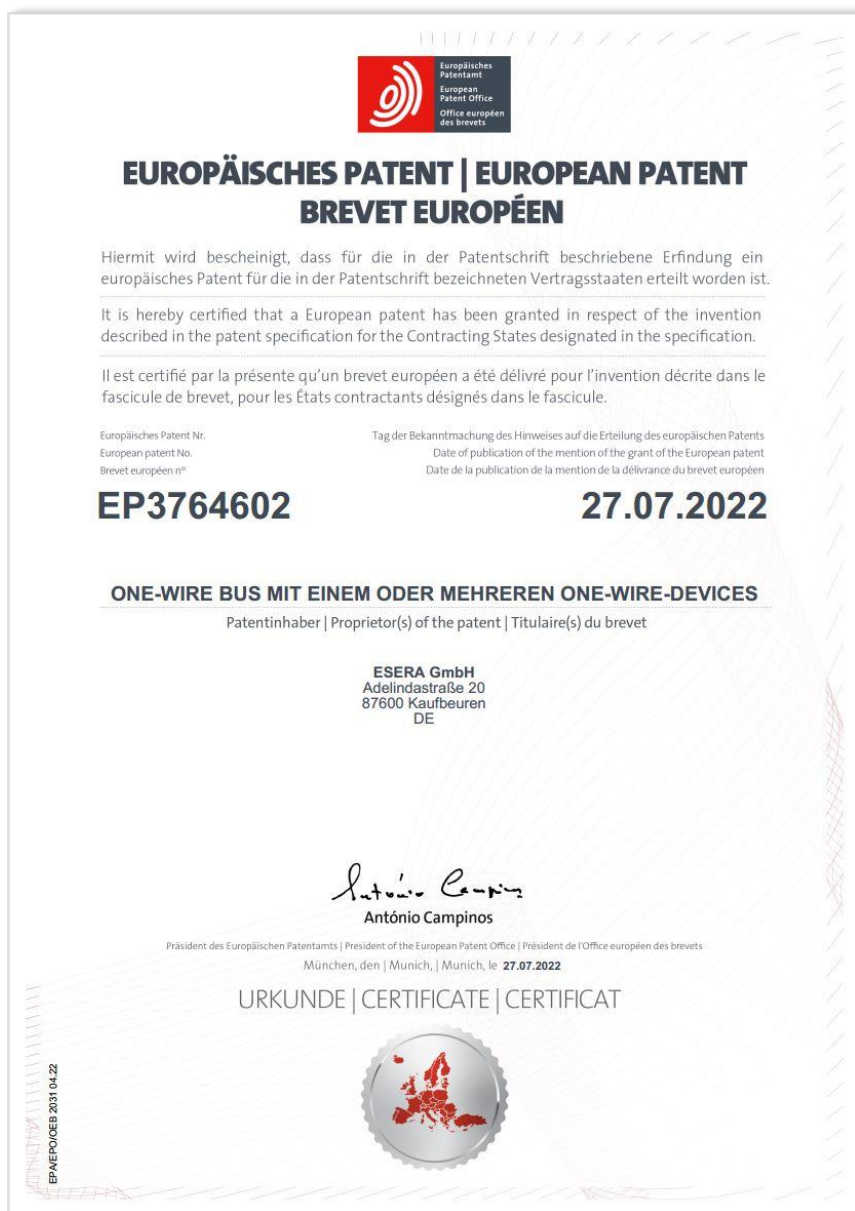 Europäisches
Patentamt
European
Patent Office
Office européen
des brevets
EUROPÄISCHES PATENT | EUROPEAN PATENT
BREVET EUROPÉEN
Hiermit wird bescheinigt, dass für die in der Patentschrift beschriebene Erfindung ein
europäisches Patent für die in der Patentschrift bezeichneten Vertragsstaaten erteilt worden ist.
It is hereby certified that a European patent has been granted in respect of the invention
described in the patent specification for the Contracting States designated in the specification.
Il est certifié par la présente qu'un brevet européen a été délivré pour l'invention décrite dans le
fascicule de brevet, pour les États contractants désignés dans le fascicule.
Europäisches Patent Nr.
European patent No.
Brevet européen nº
Tag der Bekanntmachung des Hinweises auf die Erteilung des europäischen Patents
Date of publication of the mention of the grant of the European patent
Date de la publication de la mention de la délivrance du brevet européen
EP3764602
27.07.2022
ONE-WIRE BUS MIT EINEM ODER MEHREREN ONE-WIRE-DEVICES
Patentinhaber | Proprietor(s) of the patent | Titulaire(s) du brevet
ESERA GmbH
Adelindastraße 20
87600 Kaufbeuren
DE
António Campinos
António Campinos
Präsident des Europäischen Patentamts | President of the European Patent Office | Président de l'Office européen des brevets
München, den | Munich, | Munich, le 27.07.2022
URKUNDE | CERTIFICATE | CERTIFICAT
EPA/EPO/OEB 2031 04.22